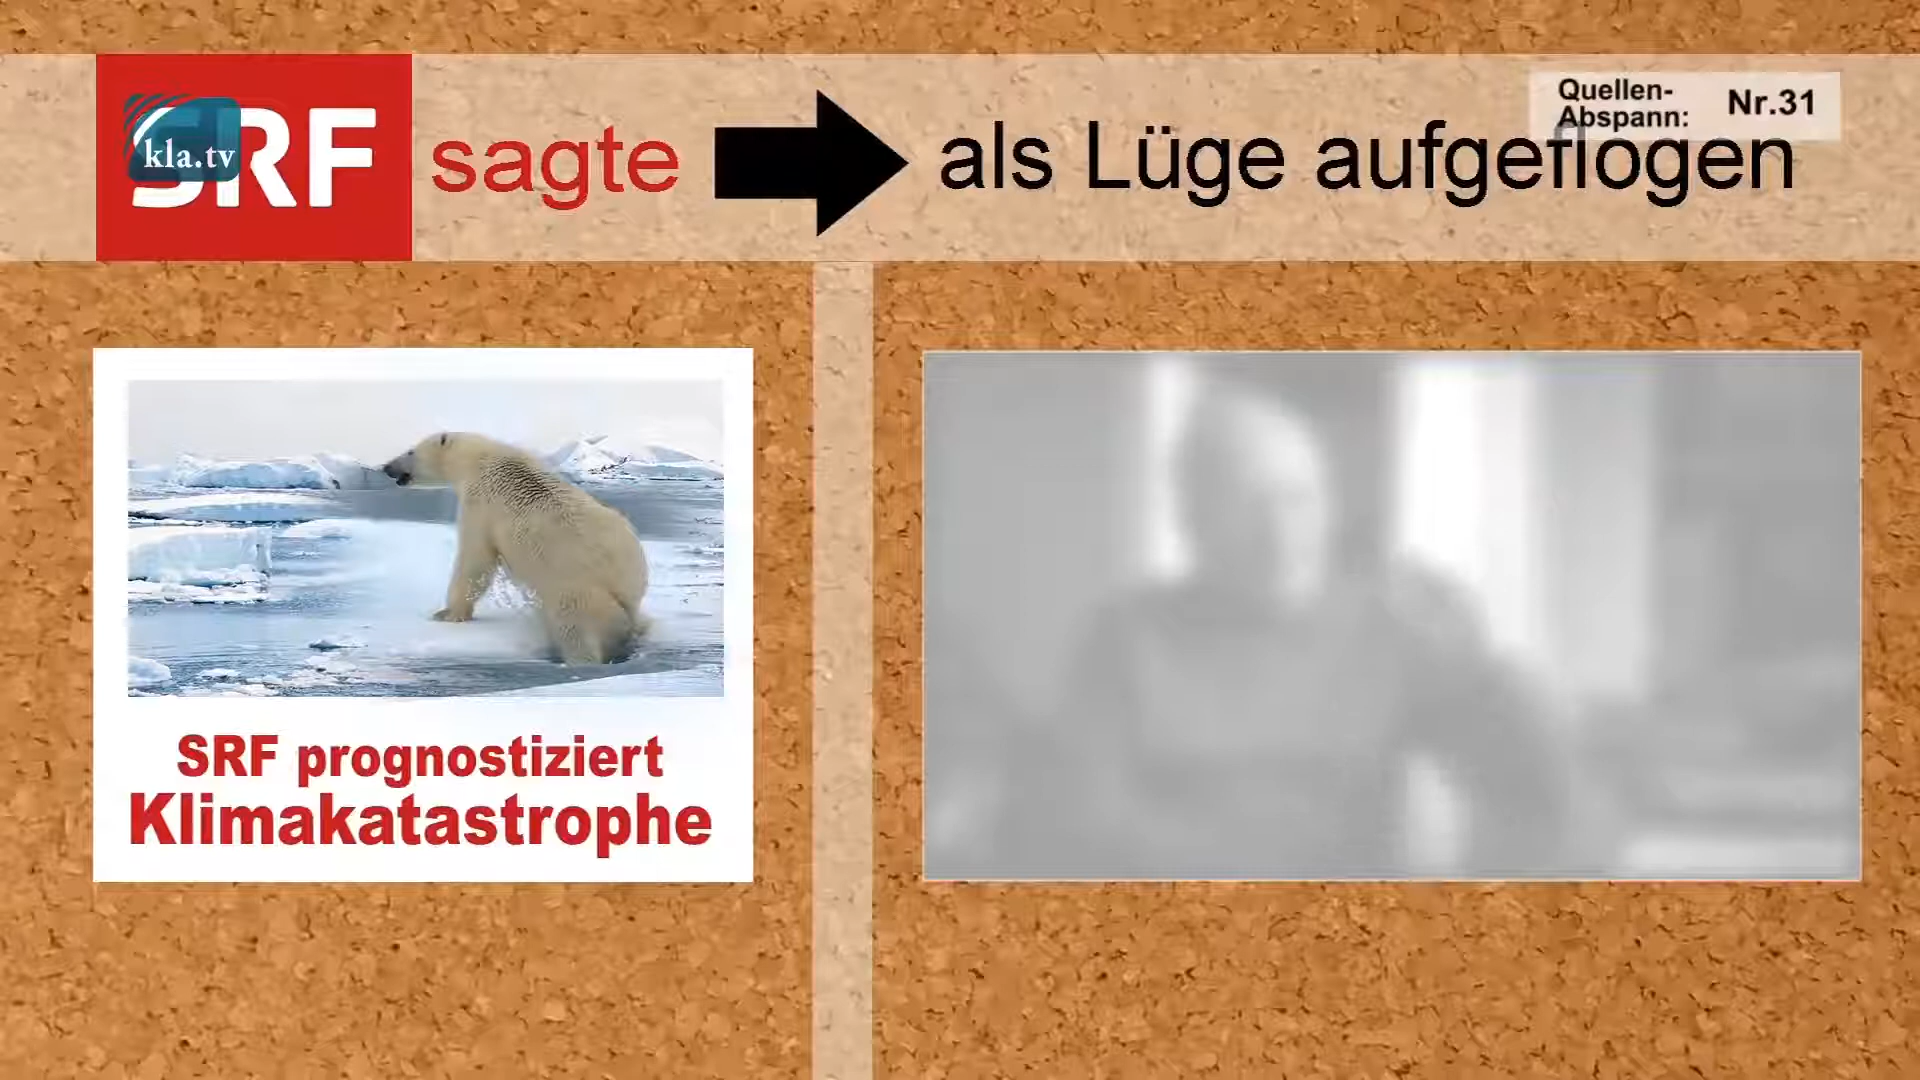 SRF
kla.tv
sagte
als Lüge aufgeflogen
Quellen-
Abspann:
Nr.31
SRF prognostiziert
Klimakatastrophe